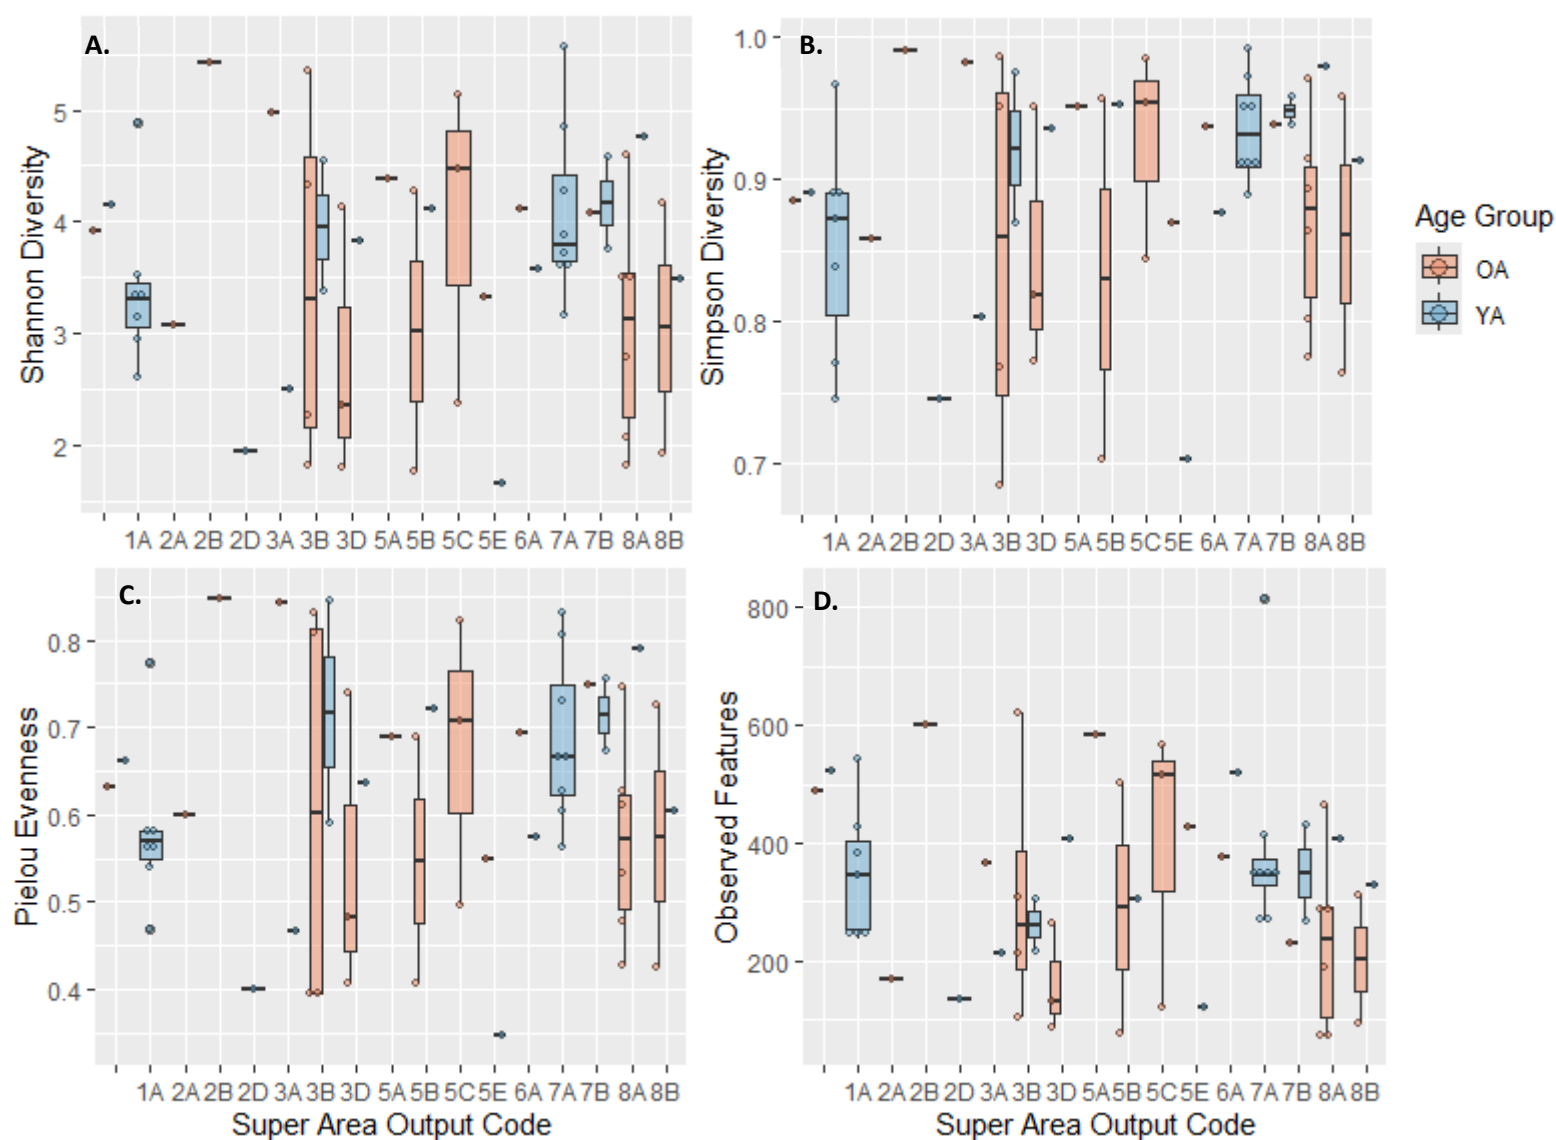 A.
Shannon Diversity
5
4
3
2
1A 2A 2B 2D 3A 3B 3D 5A 5B 5C 5E 6A 7A 7B 8A 8B
B.
Simpson Diversity
1.0
0.9
0.8
0.7
1A 2A 2B 2D 3A 3B 3D 5A 5B 5C 5E 6A 7A 7B 8A 8B
Age Group
OA
YA
C.
Pielou Evenness
0.8
0.7
0.6
0.5
0.4
1A 2A 2B 2D 3A 3B 3D 5A 5B 5C 5E 6A 7A 7B 8A 8B
Super Area Output Code
D.
Observed Features
800
600
400
200
1A 2A 2B 2D 3A 3B 3D 5A 5B 5C 5E 6A 7A 7B 8A 8B
Super Area Output Code